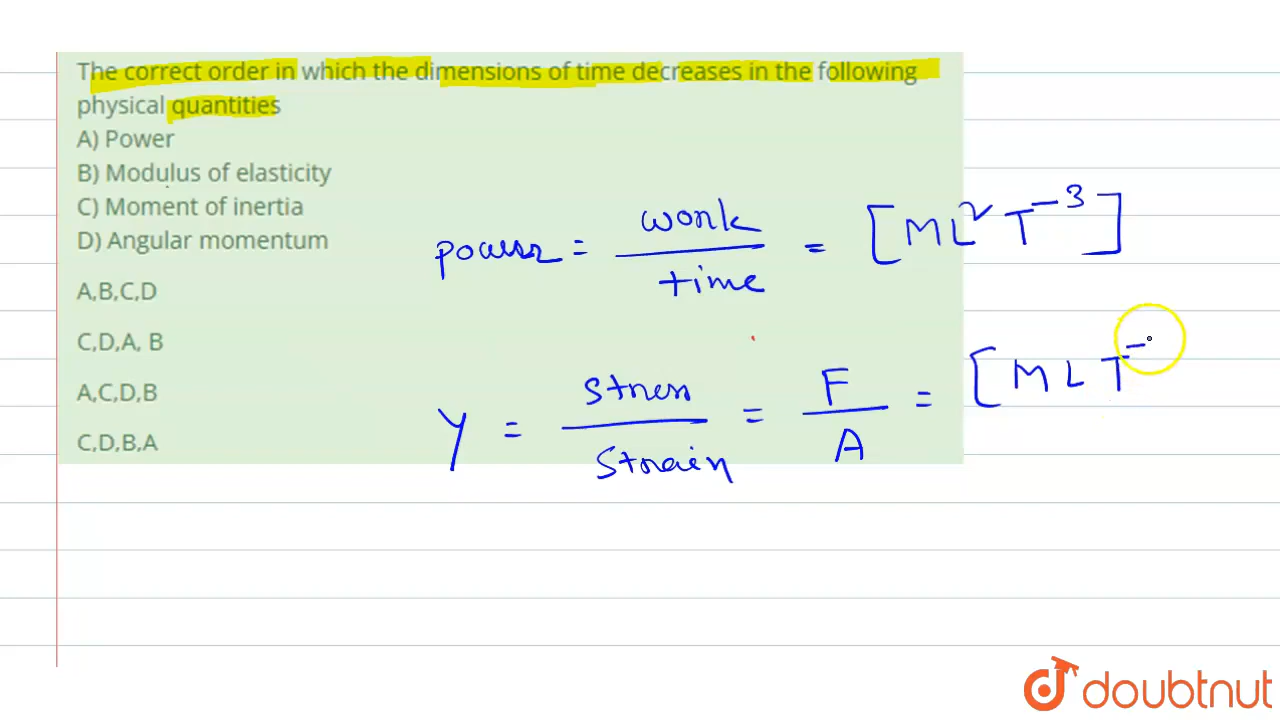 The correct order in which the dimensions of time decreases in the following
physical quantities
A) Power
B) Modulus of elasticity
C) Moment of inertia
D) Angular momentum
A,B,C,D
C,D,A, B
A,C,D,B
C,D,B,A
power = work / time = [ML² T⁻³]
Y = Stress / Strain = F / A = [M L T⁻
doubtnut